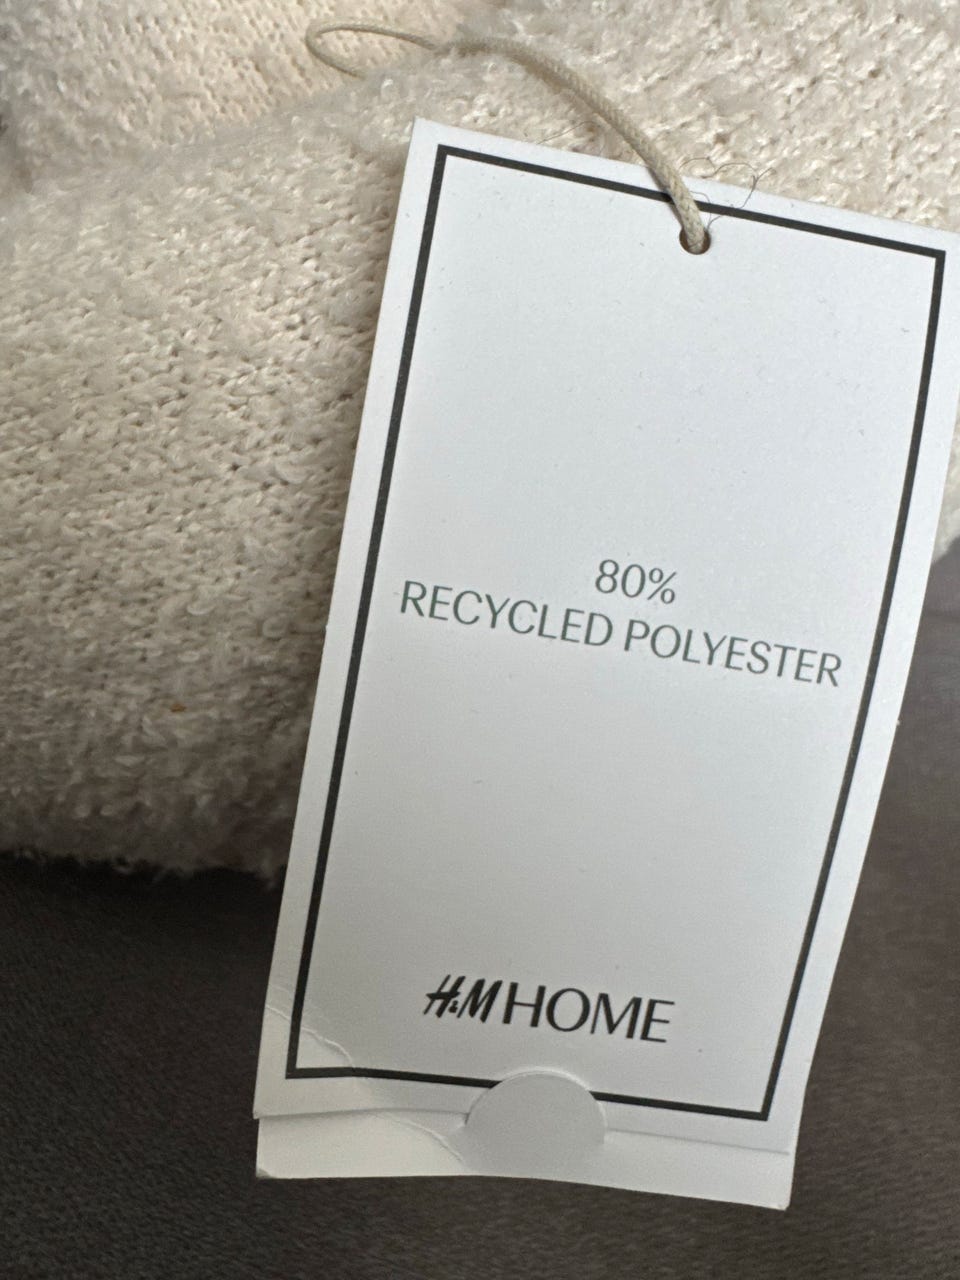 80%
RECYCLED POLYESTER
H&M HOME